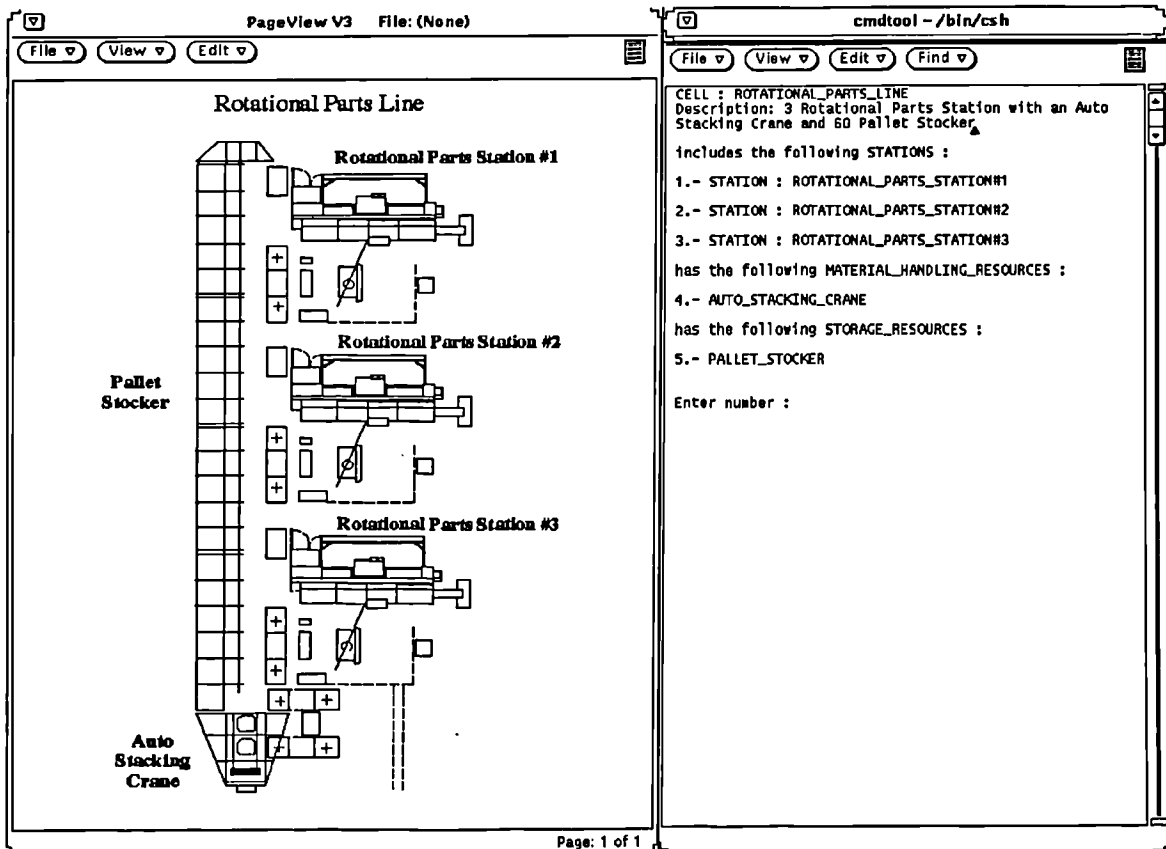 PageView V3 File: (None)
File View Edit
Rotational Parts Line
Rotational Parts Station #1
Rotational Parts Station #2
Pallet
Stocker
Rotational Parts Station #3
Auto
Stacking
Crane
Page: 1 of 1
cmdtool - /bin/csh
File View Edit Find
CELL : ROTATIONAL_PARTS_LINE
Description: 3 Rotational Parts Station with an Auto
Stacking Crane and 60 Pallet Stocker
includes the following STATIONS :
1.- STATION : ROTATIONAL_PARTS_STATION#1
2.- STATION : ROTATIONAL_PARTS_STATION#2
3.- STATION : ROTATIONAL_PARTS_STATION#3
has the following MATERIAL_HANDLING_RESOURCES :
4.- AUTO_STACKING_CRANE
has the following STORAGE_RESOURCES :
5.- PALLET_STOCKER
Enter number :